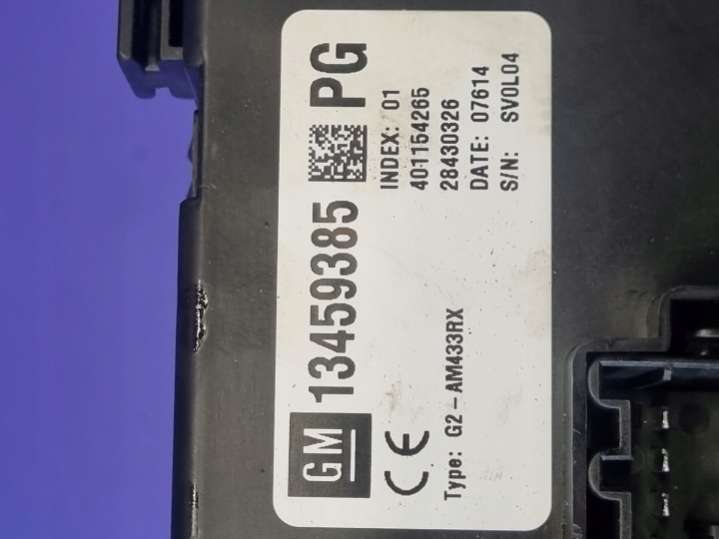 GM 13459385 PG
INDEX: 01
401154265
28430326
DATE: 07614
S/N: SV0L04
CE
Type: G2-AM433RX